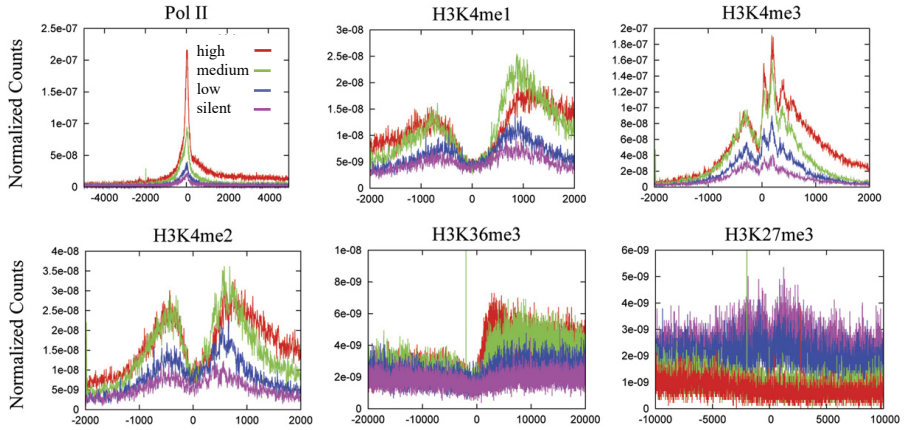 Pol II
H3K4me1
H3K4me3
Normalized Counts
2.5e-07
2e-07
1.5e-07
1e-07
5e-08
0
high
medium
low
silent
-4000 -2000 0 2000 4000
3e-08
2.5e-08
2e-08
1.5e-08
1e-08
5e-09
0
-2000 -1000 0 1000 2000
2e-07
1.8e-07
1.6e-07
1.4e-07
1.2e-07
1e-07
8e-08
6e-08
4e-08
2e-08
0
-2000 -1000 0 1000 2000
H3K4me2
H3K36me3
H3K27me3
Normalized Counts
4e-08
3.5e-08
3e-08
2.5e-08
2e-08
1.5e-08
1e-08
5e-09
0
-2000 -1000 0 1000 2000
1e-08
8e-09
6e-09
4e-09
2e-09
0
-20000 -10000 0 10000 20000
6e-09
5e-09
4e-09
3e-09
2e-09
1e-09
0
-10000 -5000 0 5000 10000